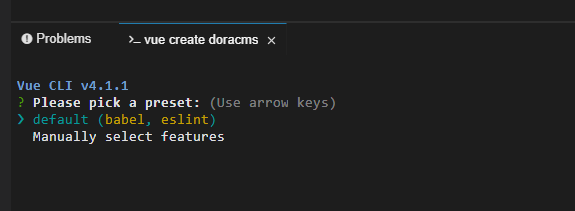 Problems
>_ vue create doracms ×
Vue CLI v4.1.1
? Please pick a preset: (Use arrow keys)
❯ default (babel, eslint)
Manually select features